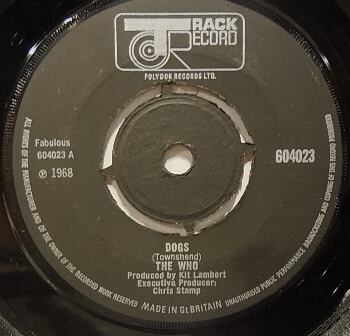 TRACK RECORD
POLYDOR RECORDS LTD.
Fabulous
604023 A
℗ 1968
604023
DOGS
(Townshend)
THE WHO
Produced by Kit Lambert
Executive Producer:
Chris Stamp
MADE IN Gt. BRITAIN
ALL RIGHTS OF THE MANUFACTURER AND OF THE OWNER OF THE RECORDED WORK RESERVED
UNAUTHORISED PUBLIC PERFORMANCE, BROADCASTING AND COPYING OF THIS RECORD PROHIBITED